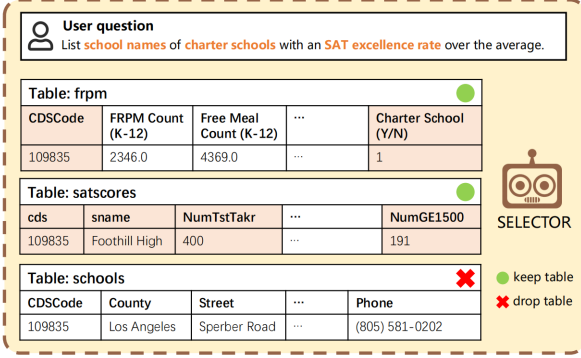 User question
List school names of charter schools with an SAT excellence rate over the average.
Table: frpm
CDSCode FRPM Count (K-12) Free Meal Count (K-12) ... Charter School (Y/N)
109835 2346.0 4369.0 ... 1
Table: satscores
cds sname NumTstTakr ... NumGE1500
109835 Foothill High 400 ... 191
Table: schools
CDSCode County Street ... Phone
109835 Los Angeles Sperber Road ... (805) 581-0202
SELECTOR
keep table
drop table